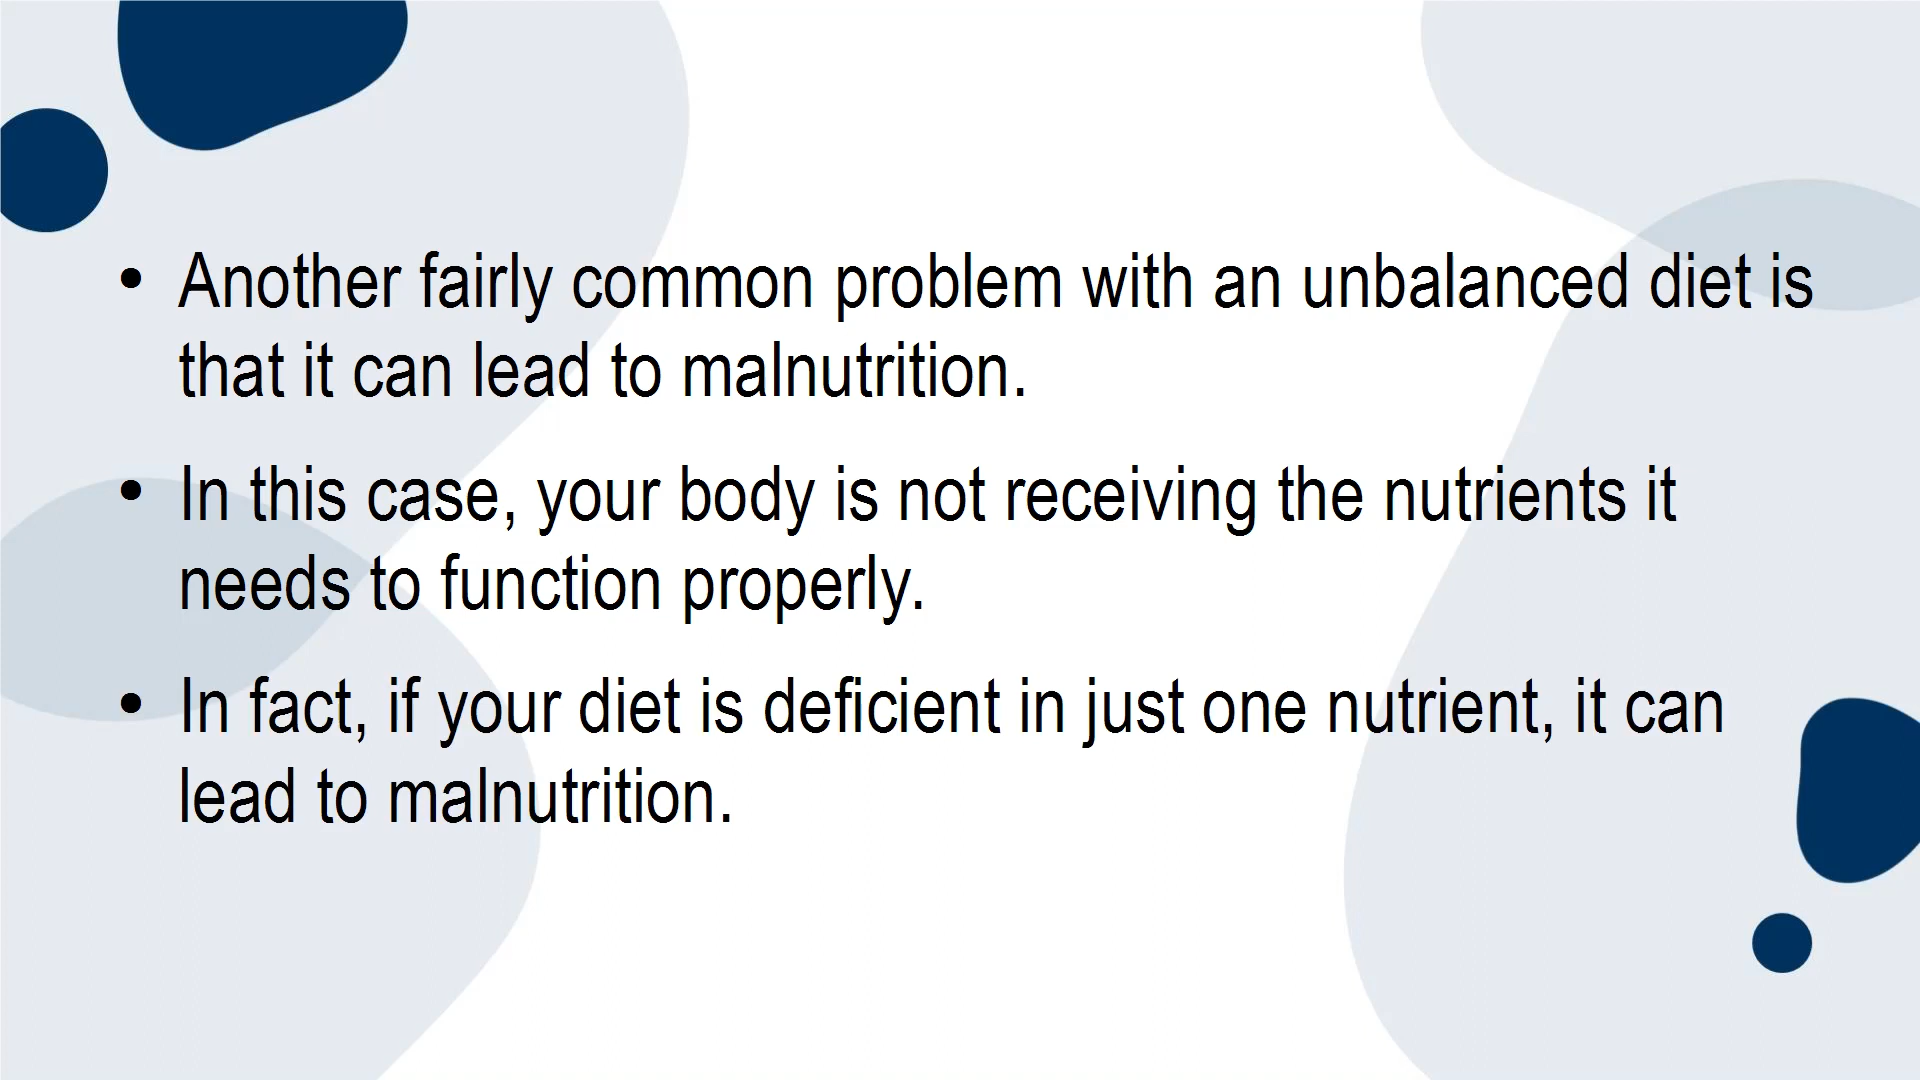 • Another fairly common problem with an unbalanced diet is
that it can lead to malnutrition.
• In this case, your body is not receiving the nutrients it
needs to function properly.
• In fact, if your diet is deficient in just one nutrient, it can
lead to malnutrition.